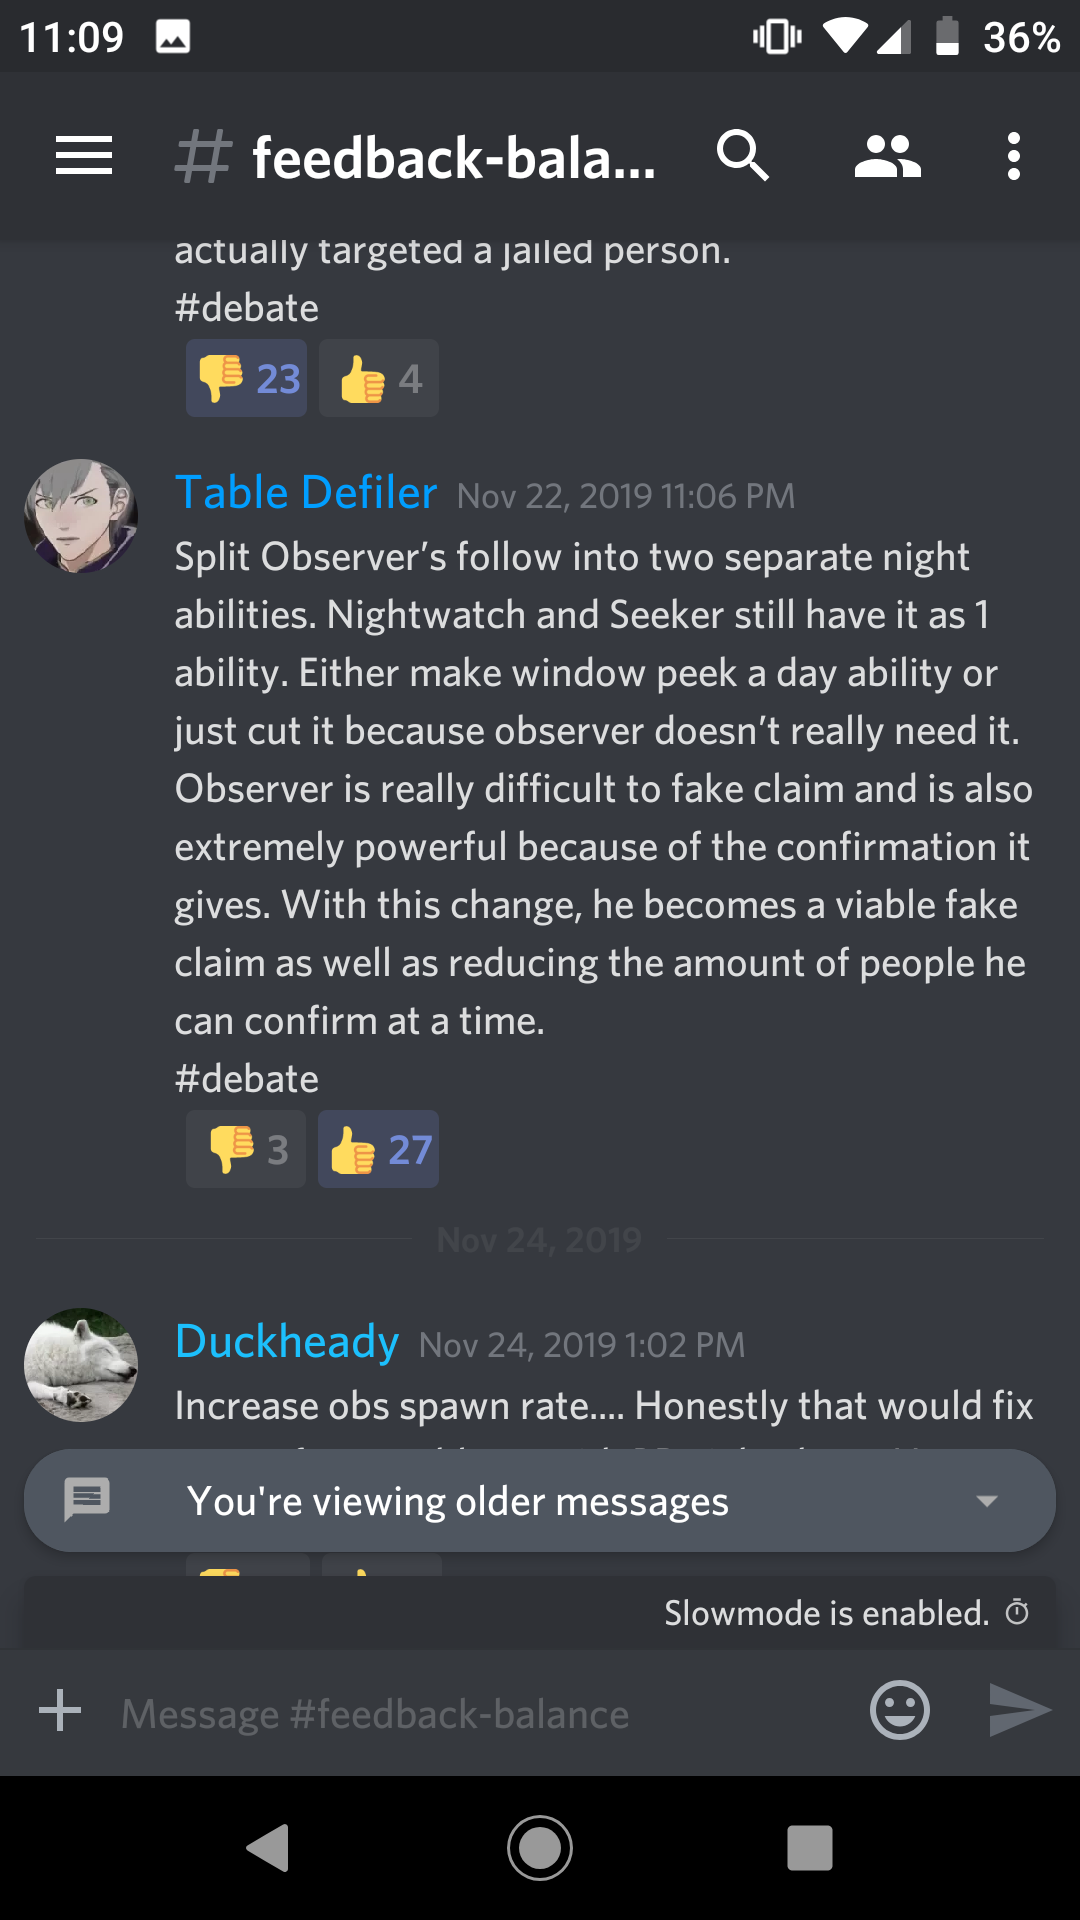 11:09
36%
# feedback-bala...
actually targeted a jailed person.
#debate
23 4
Table Defiler Nov 22, 2019 11:06 PM
Split Observer’s follow into two separate night
abilities. Nightwatch and Seeker still have it as 1
ability. Either make window peek a day ability or
just cut it because observer doesn’t really need it.
Observer is really difficult to fake claim and is also
extremely powerful because of the confirmation it
gives. With this change, he becomes a viable fake
claim as well as reducing the amount of people he
can confirm at a time.
#debate
3 27
Nov 24, 2019
Duckheady Nov 24, 2019 1:02 PM
Increase obs spawn rate.... Honestly that would fix
You're viewing older messages
Slowmode is enabled.
Message #feedback-balance